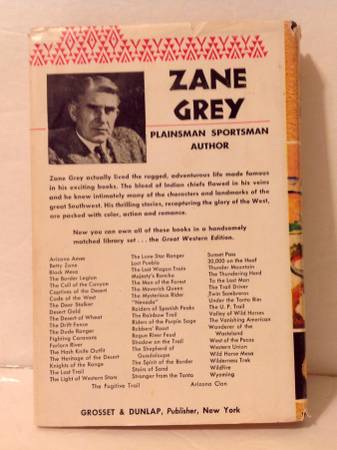 ZANE
GREY
PLAINSMAN SPORTSMAN
AUTHOR
Zane Grey actually lived the rugged, adventurous life made famous
in his exciting books. The blood of Indian chiefs flowed in his veins
and he knew intimately many of the characters and landmarks of the
great Southwest. His thrilling stories, recapturing the glory of the West,
are packed with color, action and romance.
Now you can own all of these books in a handsomely
matched library set . . . the Great Western Edition.
Arizona Ames
Betty Zane
Black Mesa
The Border Legion
The Call of the Canyon
Captives of the Desert
Code of the West
The Deer Stalker
Desert Gold
The Desert of Wheat
The Drift Fence
The Dude Ranger
Fighting Caravans
Forlorn River
The Hash Knife Outfit
The Heritage of the Desert
Knights of the Range
The Last Trail
The Light of Western Stars
The Lone Star Ranger
Lost Pueblo
The Lost Wagon Train
Majesty's Rancho
The Man of the Forest
The Maverick Queen
The Mysterious Rider
"Nevada"
Raiders of Spanish Peaks
The Rainbow Trail
Riders of the Purple Sage
Robbers' Roost
Rogue River Feud
Shadow on the Trail
The Shepherd of
Guadaloupe
The Spirit of the Border
Stairs of Sand
Stranger from the Tonto
Sunset Pass
30,000 on the Hoof
Thunder Mountain
The Thundering Herd
To the Last Man
The Trail Driver
Twin Sombreros
Under the Tonto Rim
The U. P. Trail
Valley of Wild Horses
The Vanishing American
Wanderer of the
Wasteland
West of the Pecos
Western Union
Wild Horse Mesa
Wilderness Trek
Wildfire
Wyoming
The Fugitive Trail
Arizona Clan
GROSSET & DUNLAP, Publisher, New York